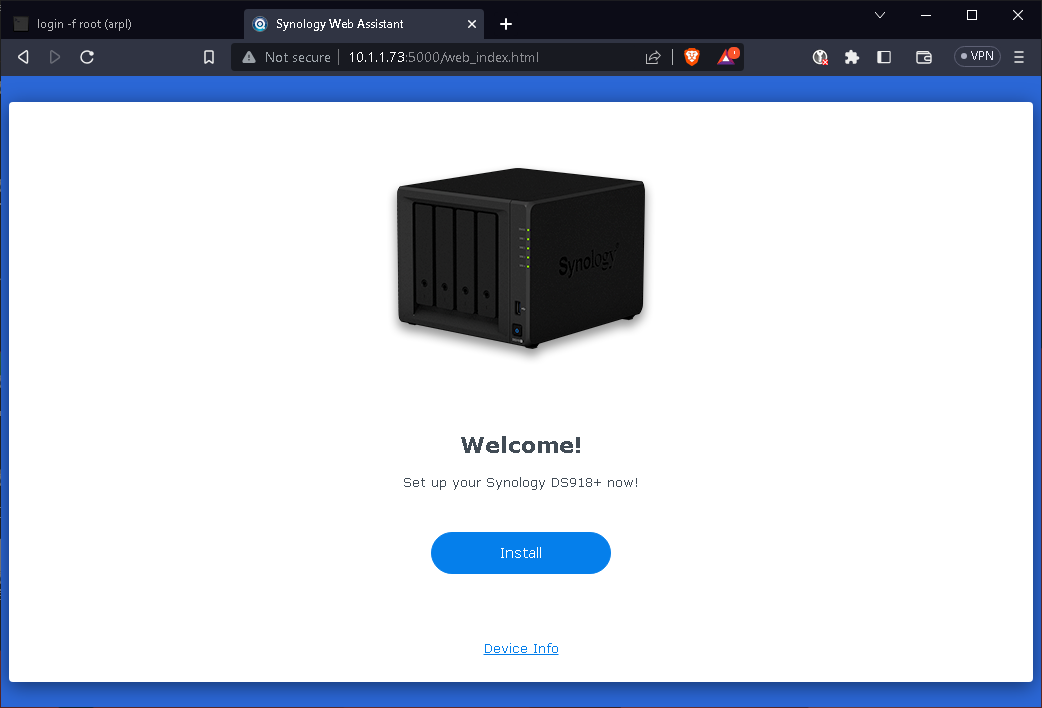 login -f root (arpl)
Synology Web Assistant
Not secure
10.1.1.73:5000/web_index.html
1
VPN
Synology
Welcome!
Set up your Synology DS918+ now!
Install
Device Info